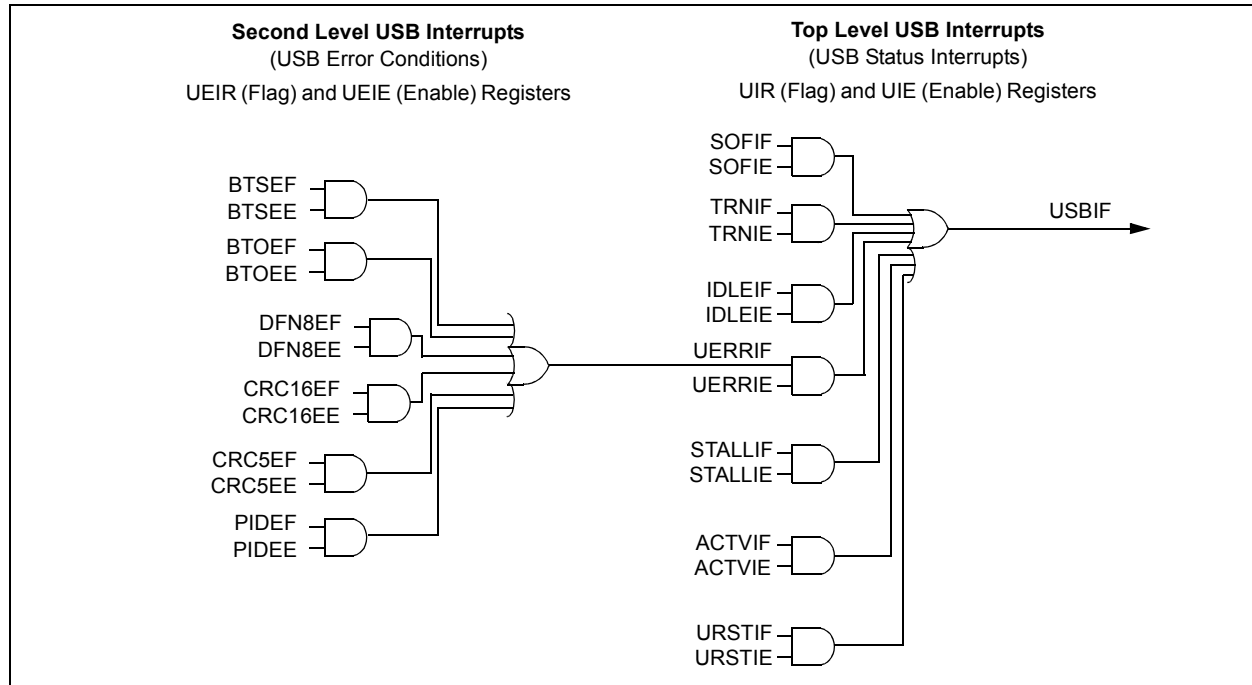 Second Level USB Interrupts
(USB Error Conditions)
UEIR (Flag) and UEIE (Enable) Registers
BTSEF
BTSEE
BTOEF
BTOEE
DFN8EF
DFN8EE
CRC16EF
CRC16EE
CRC5EF
CRC5EE
PIDEF
PIDEE
Top Level USB Interrupts
(USB Status Interrupts)
UIR (Flag) and UIE (Enable) Registers
SOFIF
SOFIE
TRNIF
TRNIE
IDLEIF
IDLEIE
UERRIF
UERRIE
STALLIF
STALLIE
ACTVIF
ACTVIE
URSTIF
URSTIE
USBIF